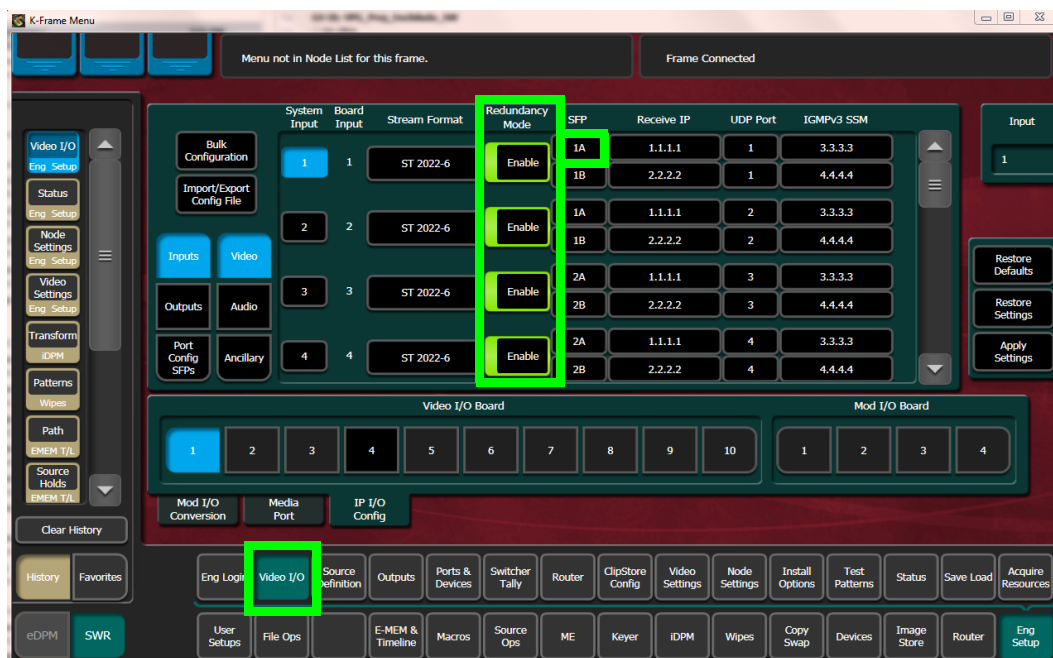 K-Frame Menu
Menu not in Node List for this frame.
Frame Connected
Video I/O
Eng Setup
Status
Eng Setup
Node
Settings
Eng Setup
Video
Settings
Eng Setup
Transform
iDPM
Patterns
Wipes
Path
EMEM T/L
Source
Holds
EMEM T/L
Clear History
History
Favorites
eDPM
SWR
Bulk
Configuration
Import/Export
Config File
Inputs
Video
Outputs
Audio
Port
Config
SFPs
Ancillary
System
Input
Board
Input
Stream Format
Redundancy
Mode
SFP
Receive IP
UDP Port
IGMPv3 SSM
1 1 ST 2022-6 Enable
1A 1.1.1.1 1 3.3.3.3
1B 2.2.2.2 1 4.4.4.4
2 2 ST 2022-6 Enable
1A 1.1.1.1 2 3.3.3.3
1B 2.2.2.2 2 4.4.4.4
3 3 ST 2022-6 Enable
2A 1.1.1.1 3 3.3.3.3
2B 2.2.2.2 3 4.4.4.4
4 4 ST 2022-6 Enable
2A 1.1.1.1 4 3.3.3.3
2B 2.2.2.2 4 4.4.4.4
Input
1
Restore
Defaults
Restore
Settings
Apply
Settings
Video I/O Board
1 2 3 4 5 6 7 8 9 10
Mod I/O Board
1 2 3 4
Mod I/O
Conversion
Media
Port
IP I/O
Config
Eng Login
Video I/O
Source
Definition
Outputs
Ports &
Devices
Switcher
Tally
Router
ClipStore
Config
Video
Settings
Node
Settings
Install
Options
Test
Patterns
Status
Save Load
Acquire
Resources
User
Setups
File Ops
E-MEM &
Timeline
Macros
Source
Ops
ME
Keyer
iDPM
Wipes
Copy
Swap
Devices
Image
Store
Router
Eng
Setup